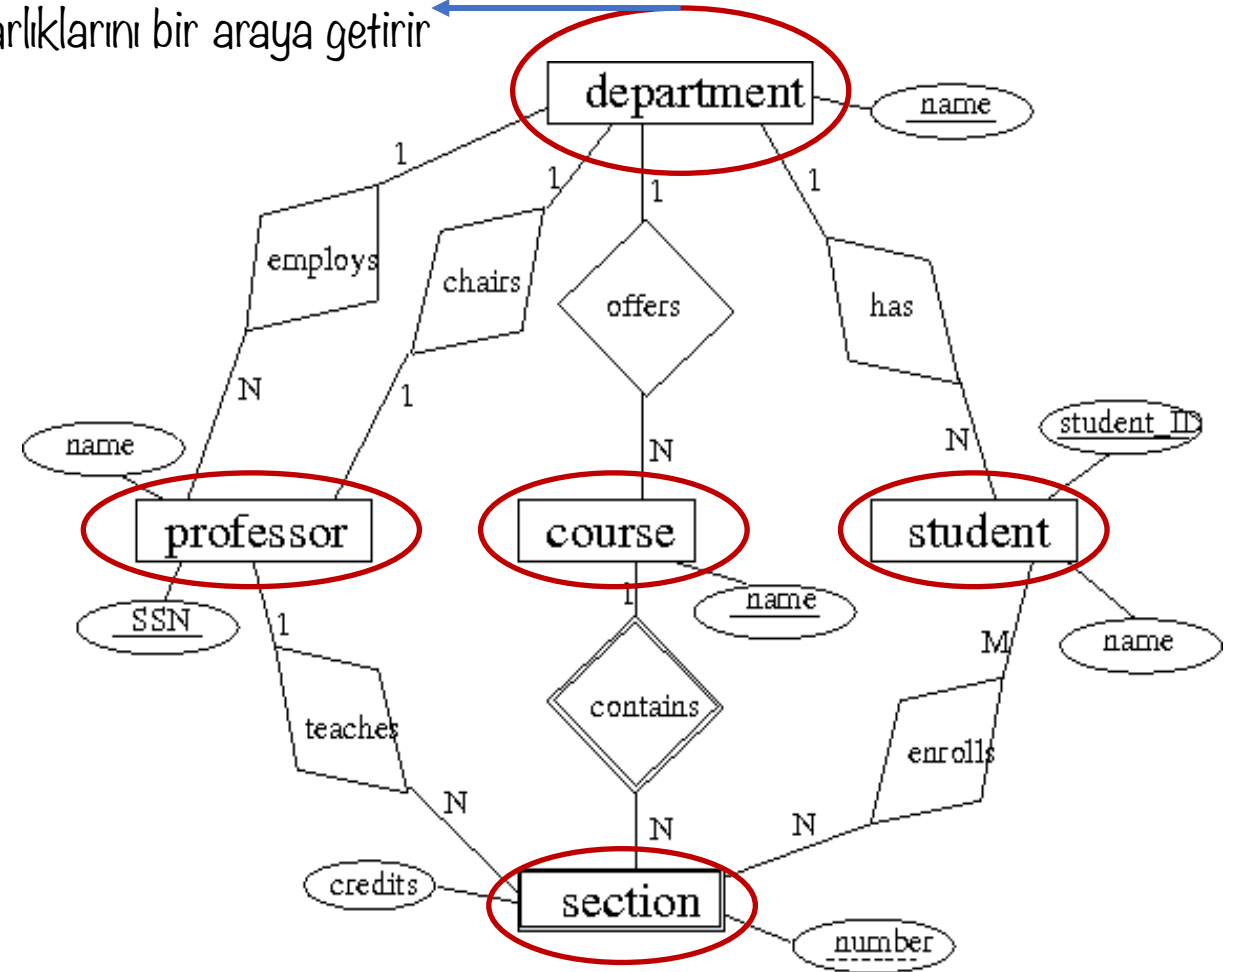 bir araya getirir
department
name
1
1
1
1
employs
chairs
offers
has
N
1
N
N
name
student_ID
professor
course
student
SSN
1
1
name
M
name
teaches
contains
enrolls
N
N
N
credits
section
number